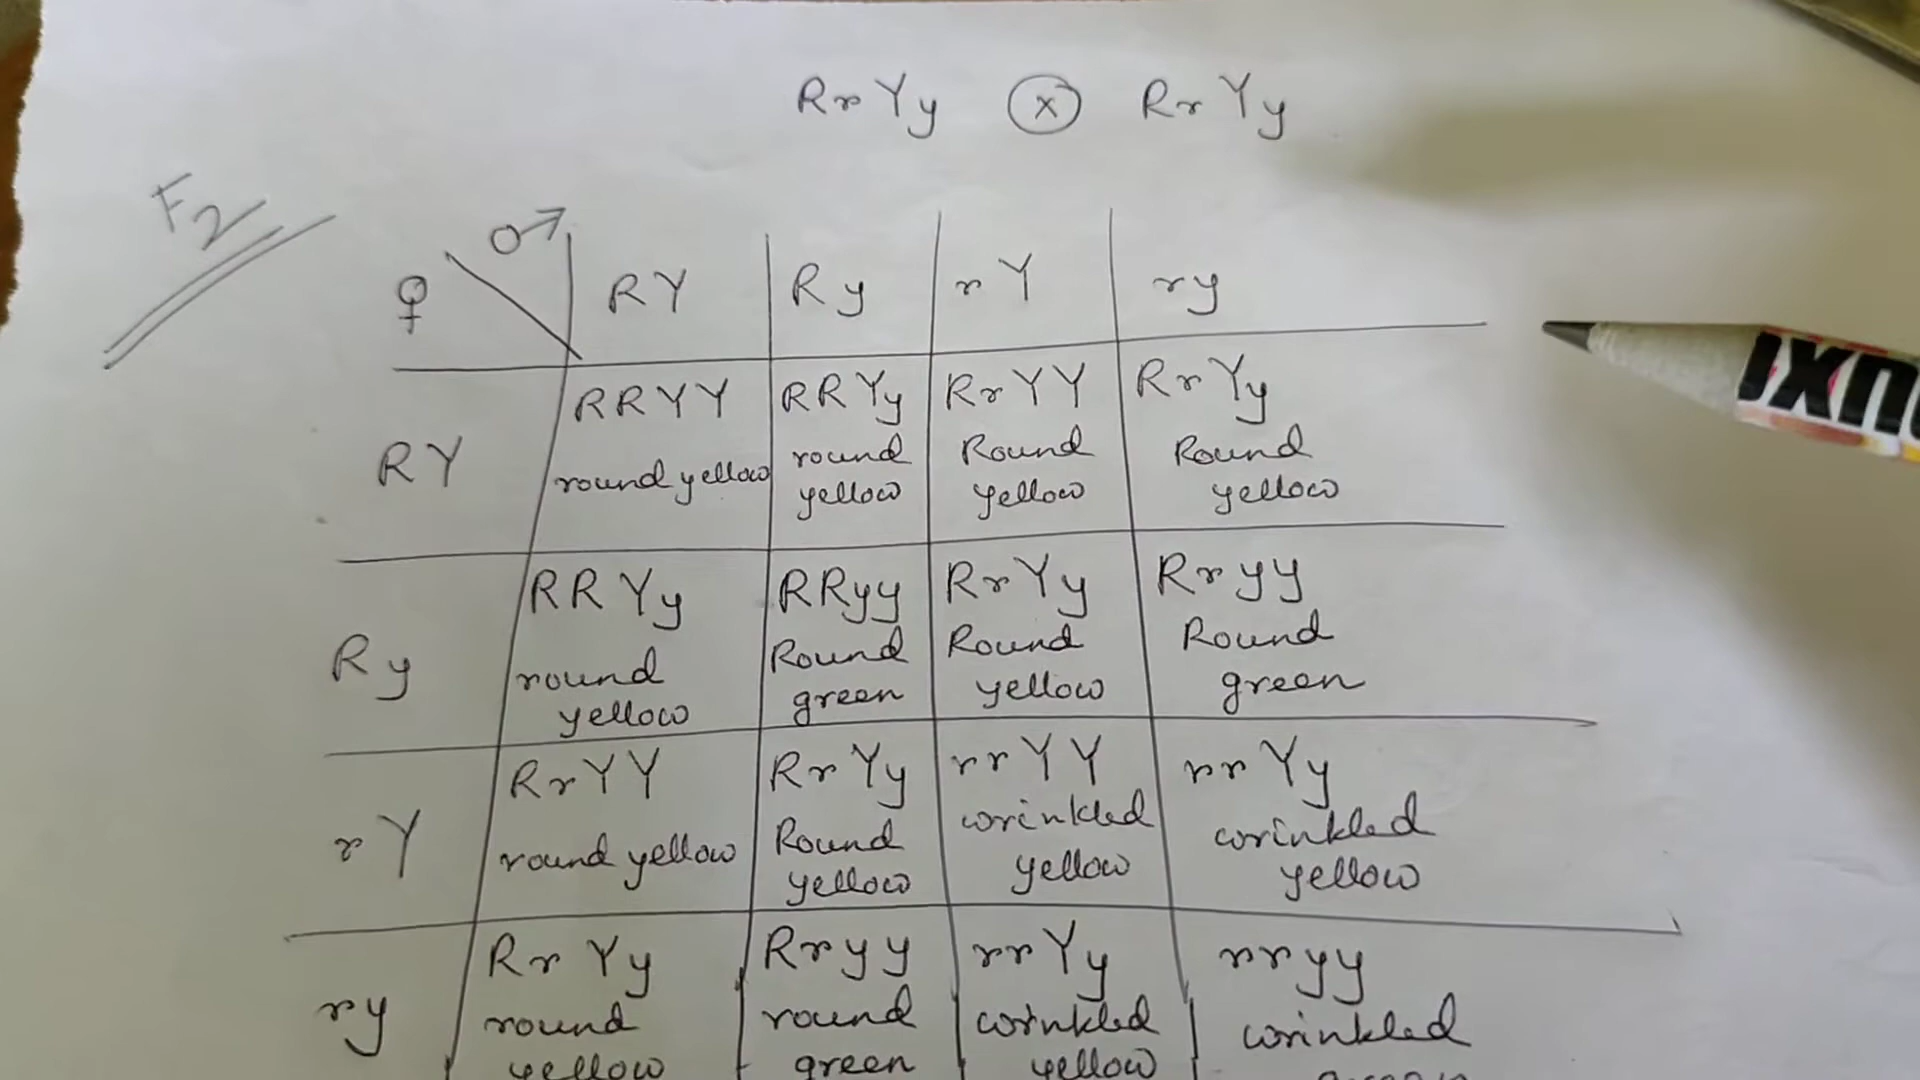 RrYy x RrYy
F2
♀ ♂ RY Ry rY ry
RY
RRYY
round yellow
RRYy
round
yellow
RrYY
Round
yellow
RrYy
Round
yellow
Ry
RRYy
round
yellow
RRyy
Round
green
RrYy
Round
yellow
Rryy
Round
green
rY
RrYY
round yellow
RrYy
Round
yellow
rrYY
wrinkled
yellow
rrYy
wrinkled
yellow
ry
RrYy
round
yellow
Rryy
round
green
rrYy
wrinkled
yellow
rryy
wrinkled